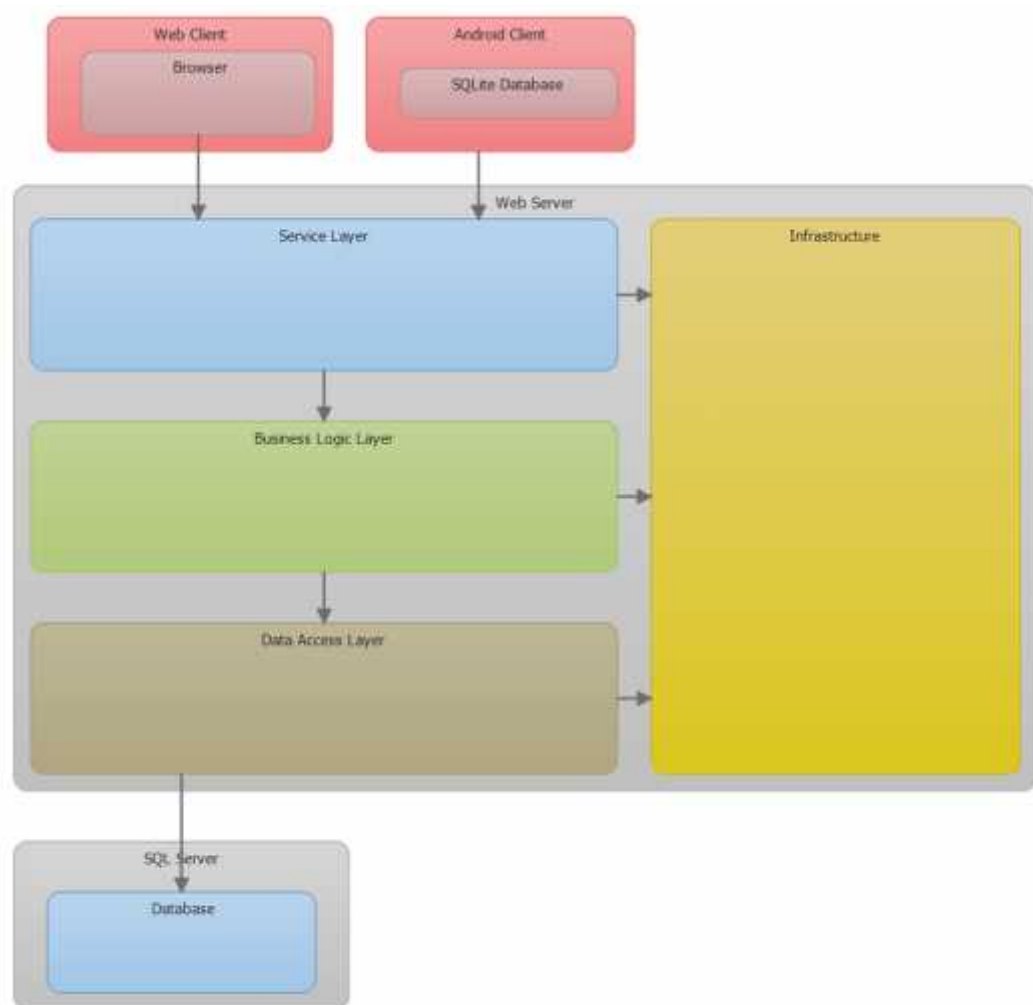 Web Client
Android Client
Browser
SQLite Database
Web Server
Service Layer
Infrastructure
Business Logic Layer
Data Access Layer
SQL Server
Database